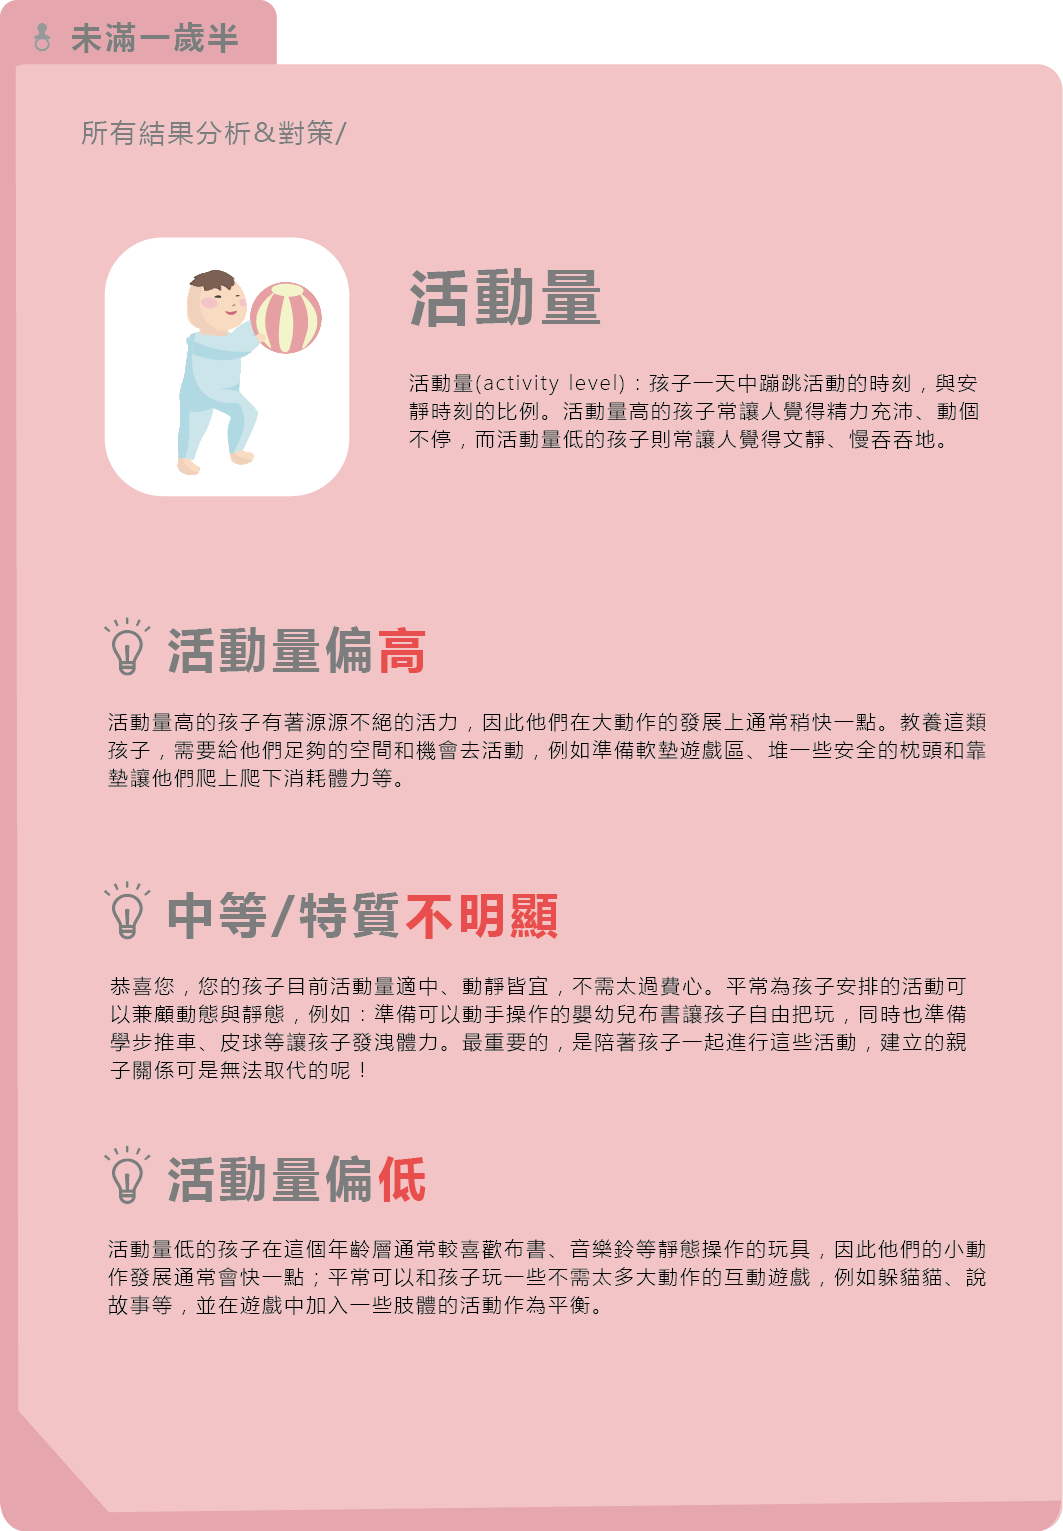 未滿一歲半
所有結果分析&對策/
活動量
活動量(activity level)：孩子一天中蹦跳活動的時刻，與安
靜時刻的比例。活動量高的孩子常讓人覺得精力充沛、動個
不停，而活動量低的孩子則常讓人覺得文靜、慢吞吞地。
活動量偏高
活動量高的孩子有著源源不絕的活力，因此他們在大動作的發展上通常稍快一點。教養這類
孩子，需要給他們足夠的空間和機會去活動，例如準備軟墊遊戲區、堆一些安全的枕頭和靠
墊讓他們爬上爬下消耗體力等。
中等/特質不明顯
恭喜您，您的孩子目前活動量適中、動靜皆宜，不需太過費心。平常為孩子安排的活動可
以兼顧動態與靜態，例如：準備可以動手操作的嬰幼兒布書讓孩子自由把玩，同時也準備
學步推車、皮球等讓孩子發洩體力。最重要的，是陪著孩子一起進行這些活動，建立的親
子關係可是無法取代的呢！
活動量偏低
活動量低的孩子在這個年齡層通常較喜歡布書、音樂鈴等靜態操作的玩具，因此他們的小動
作發展通常會快一點；平常可以和孩子玩一些不需太多大動作的互動遊戲，例如躲貓貓、說
故事等，並在遊戲中加入一些肢體的活動作為平衡。